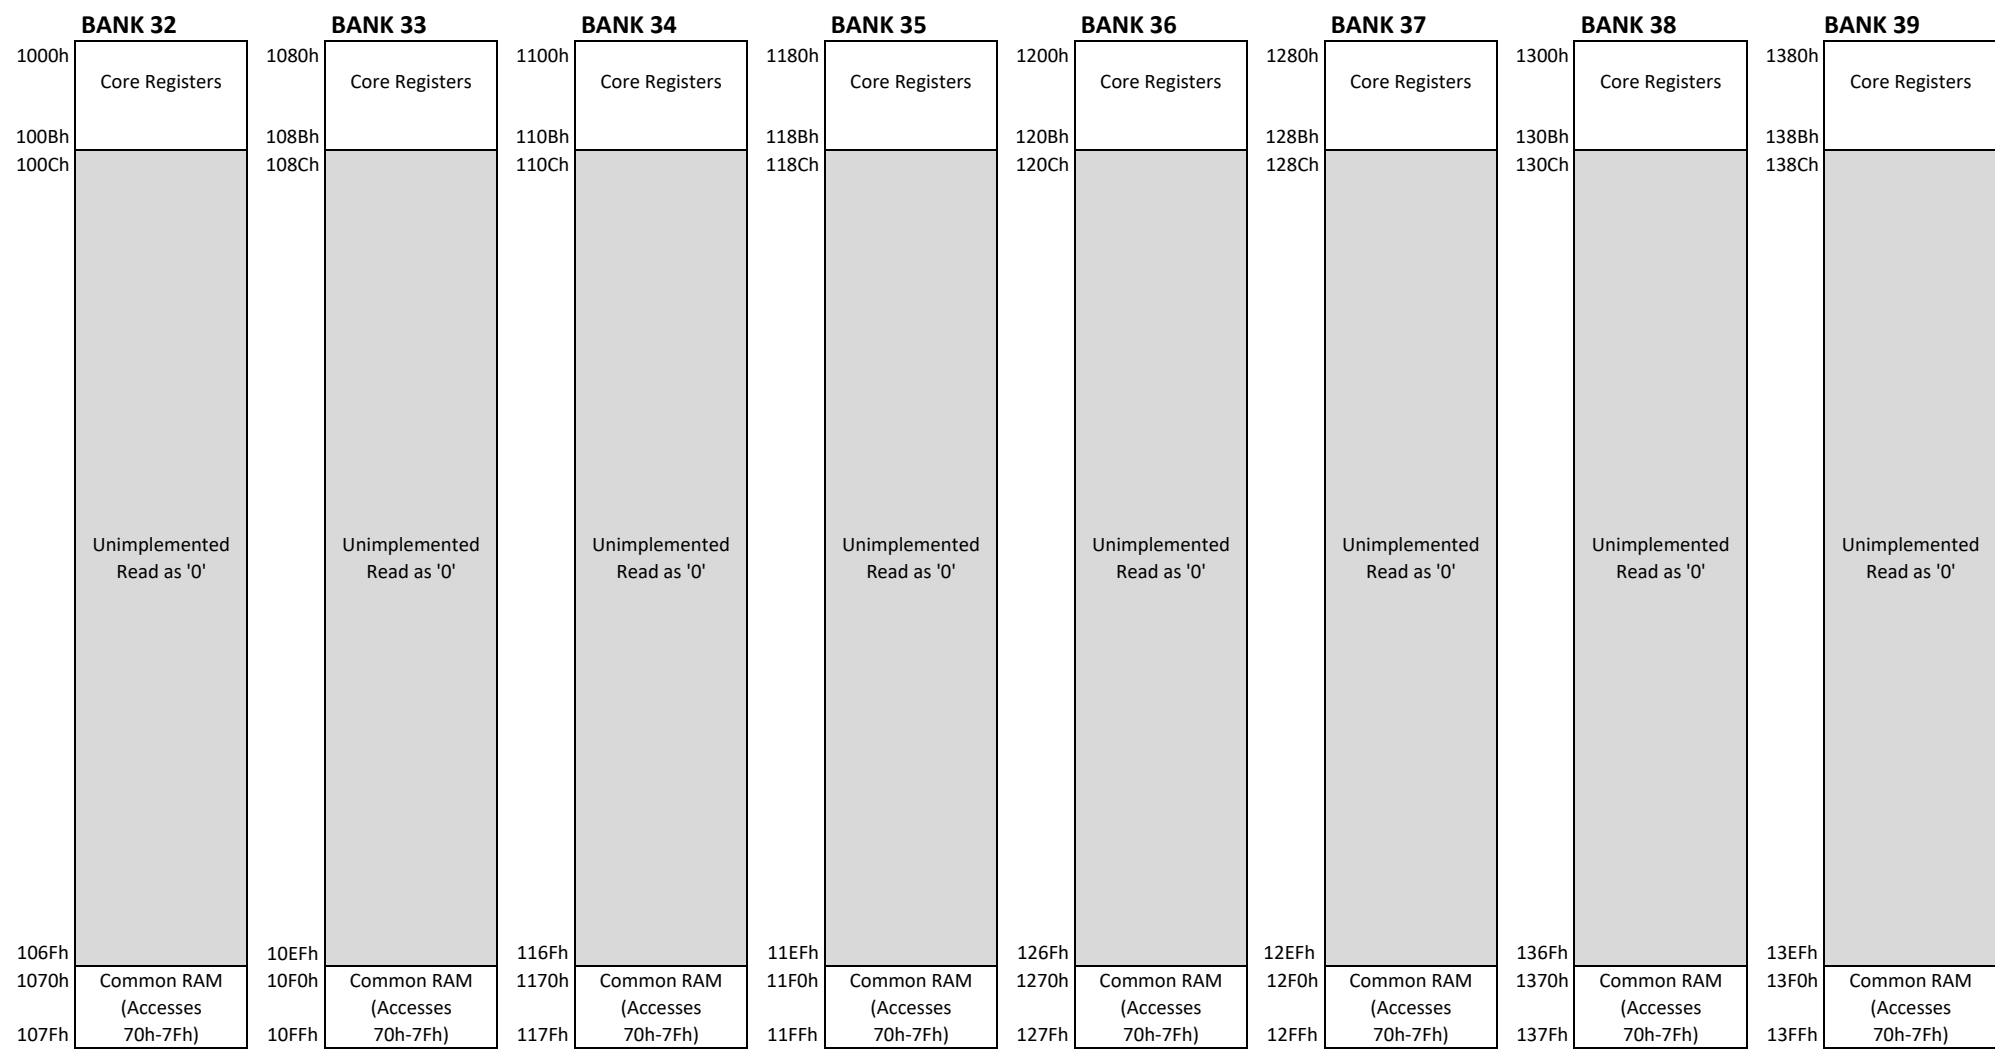 BANK 32 BANK 33 BANK 34 BANK 35 BANK 36 BANK 37 BANK 38 BANK 39
1000h 1080h 1100h 1180h 1200h 1280h 1300h 1380h
Core Registers Core Registers Core Registers Core Registers Core Registers Core Registers Core Registers Core Registers
100Bh 108Bh 110Bh 118Bh 120Bh 128Bh 130Bh 138Bh
100Ch 108Ch 110Ch 118Ch 120Ch 128Ch 130Ch 138Ch
Unimplemented Unimplemented Unimplemented Unimplemented Unimplemented Unimplemented Unimplemented Unimplemented
Read as '0' Read as '0' Read as '0' Read as '0' Read as '0' Read as '0' Read as '0' Read as '0'
106Fh 10EFh 116Fh 11EFh 126Fh 12EFh 136Fh 13EFh
1070h Common RAM 10F0h Common RAM 1170h Common RAM 11F0h Common RAM 1270h Common RAM 12F0h Common RAM 1370h Common RAM 13F0h Common RAM
(Accesses (Accesses (Accesses (Accesses (Accesses (Accesses (Accesses (Accesses
107Fh 70h-7Fh) 10FFh 70h-7Fh) 117Fh 70h-7Fh) 11FFh 70h-7Fh) 127Fh 70h-7Fh) 12FFh 70h-7Fh) 137Fh 70h-7Fh) 13FFh 70h-7Fh)